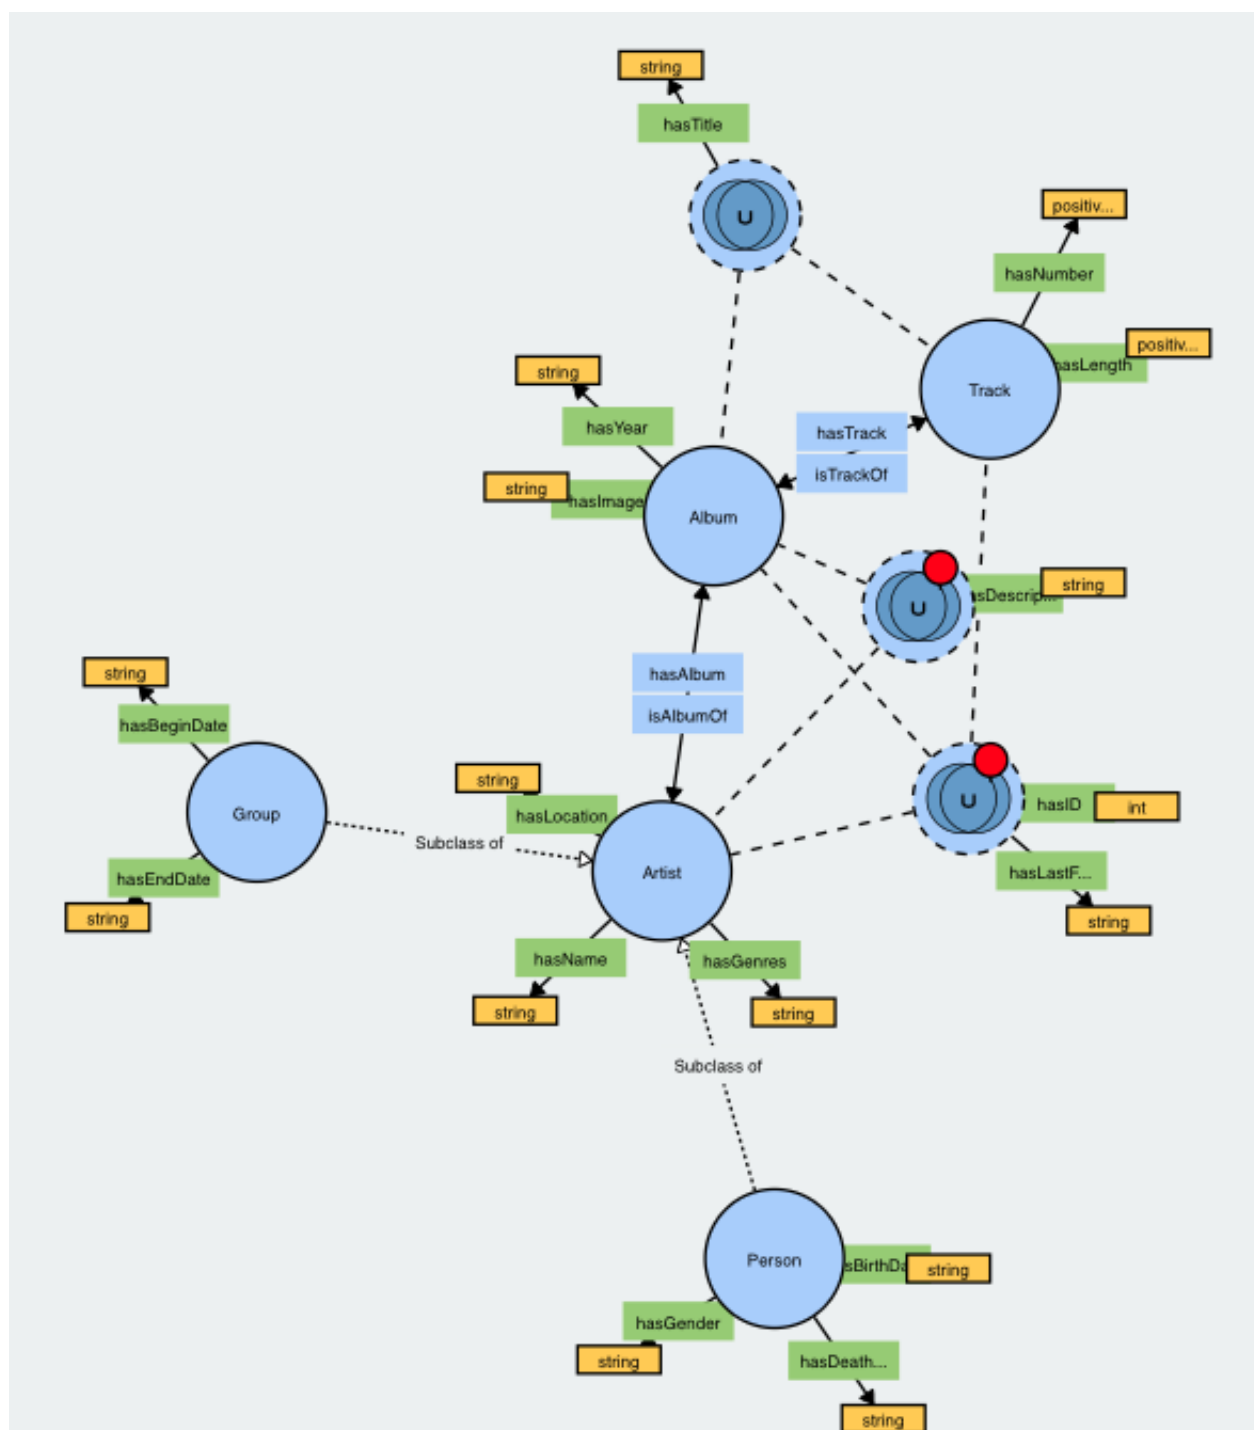 string
hasTitle
U
positiv...
hasNumber
positiv...
hasLength
Track
string
hasYear
hasTrack
isTrackOf
string
hasImage
Album
string
sDescrip...
U
hasAlbum
isAlbumOf
string
hasBeginDate
Group
hasEndDate
string
Subclass of
string
hasLocation
Artist
U
hasID
int
hasLastF...
string
hasName
string
hasGenres
string
Subclass of
Person
sBirthDa
string
hasGender
string
hasDeath...
string